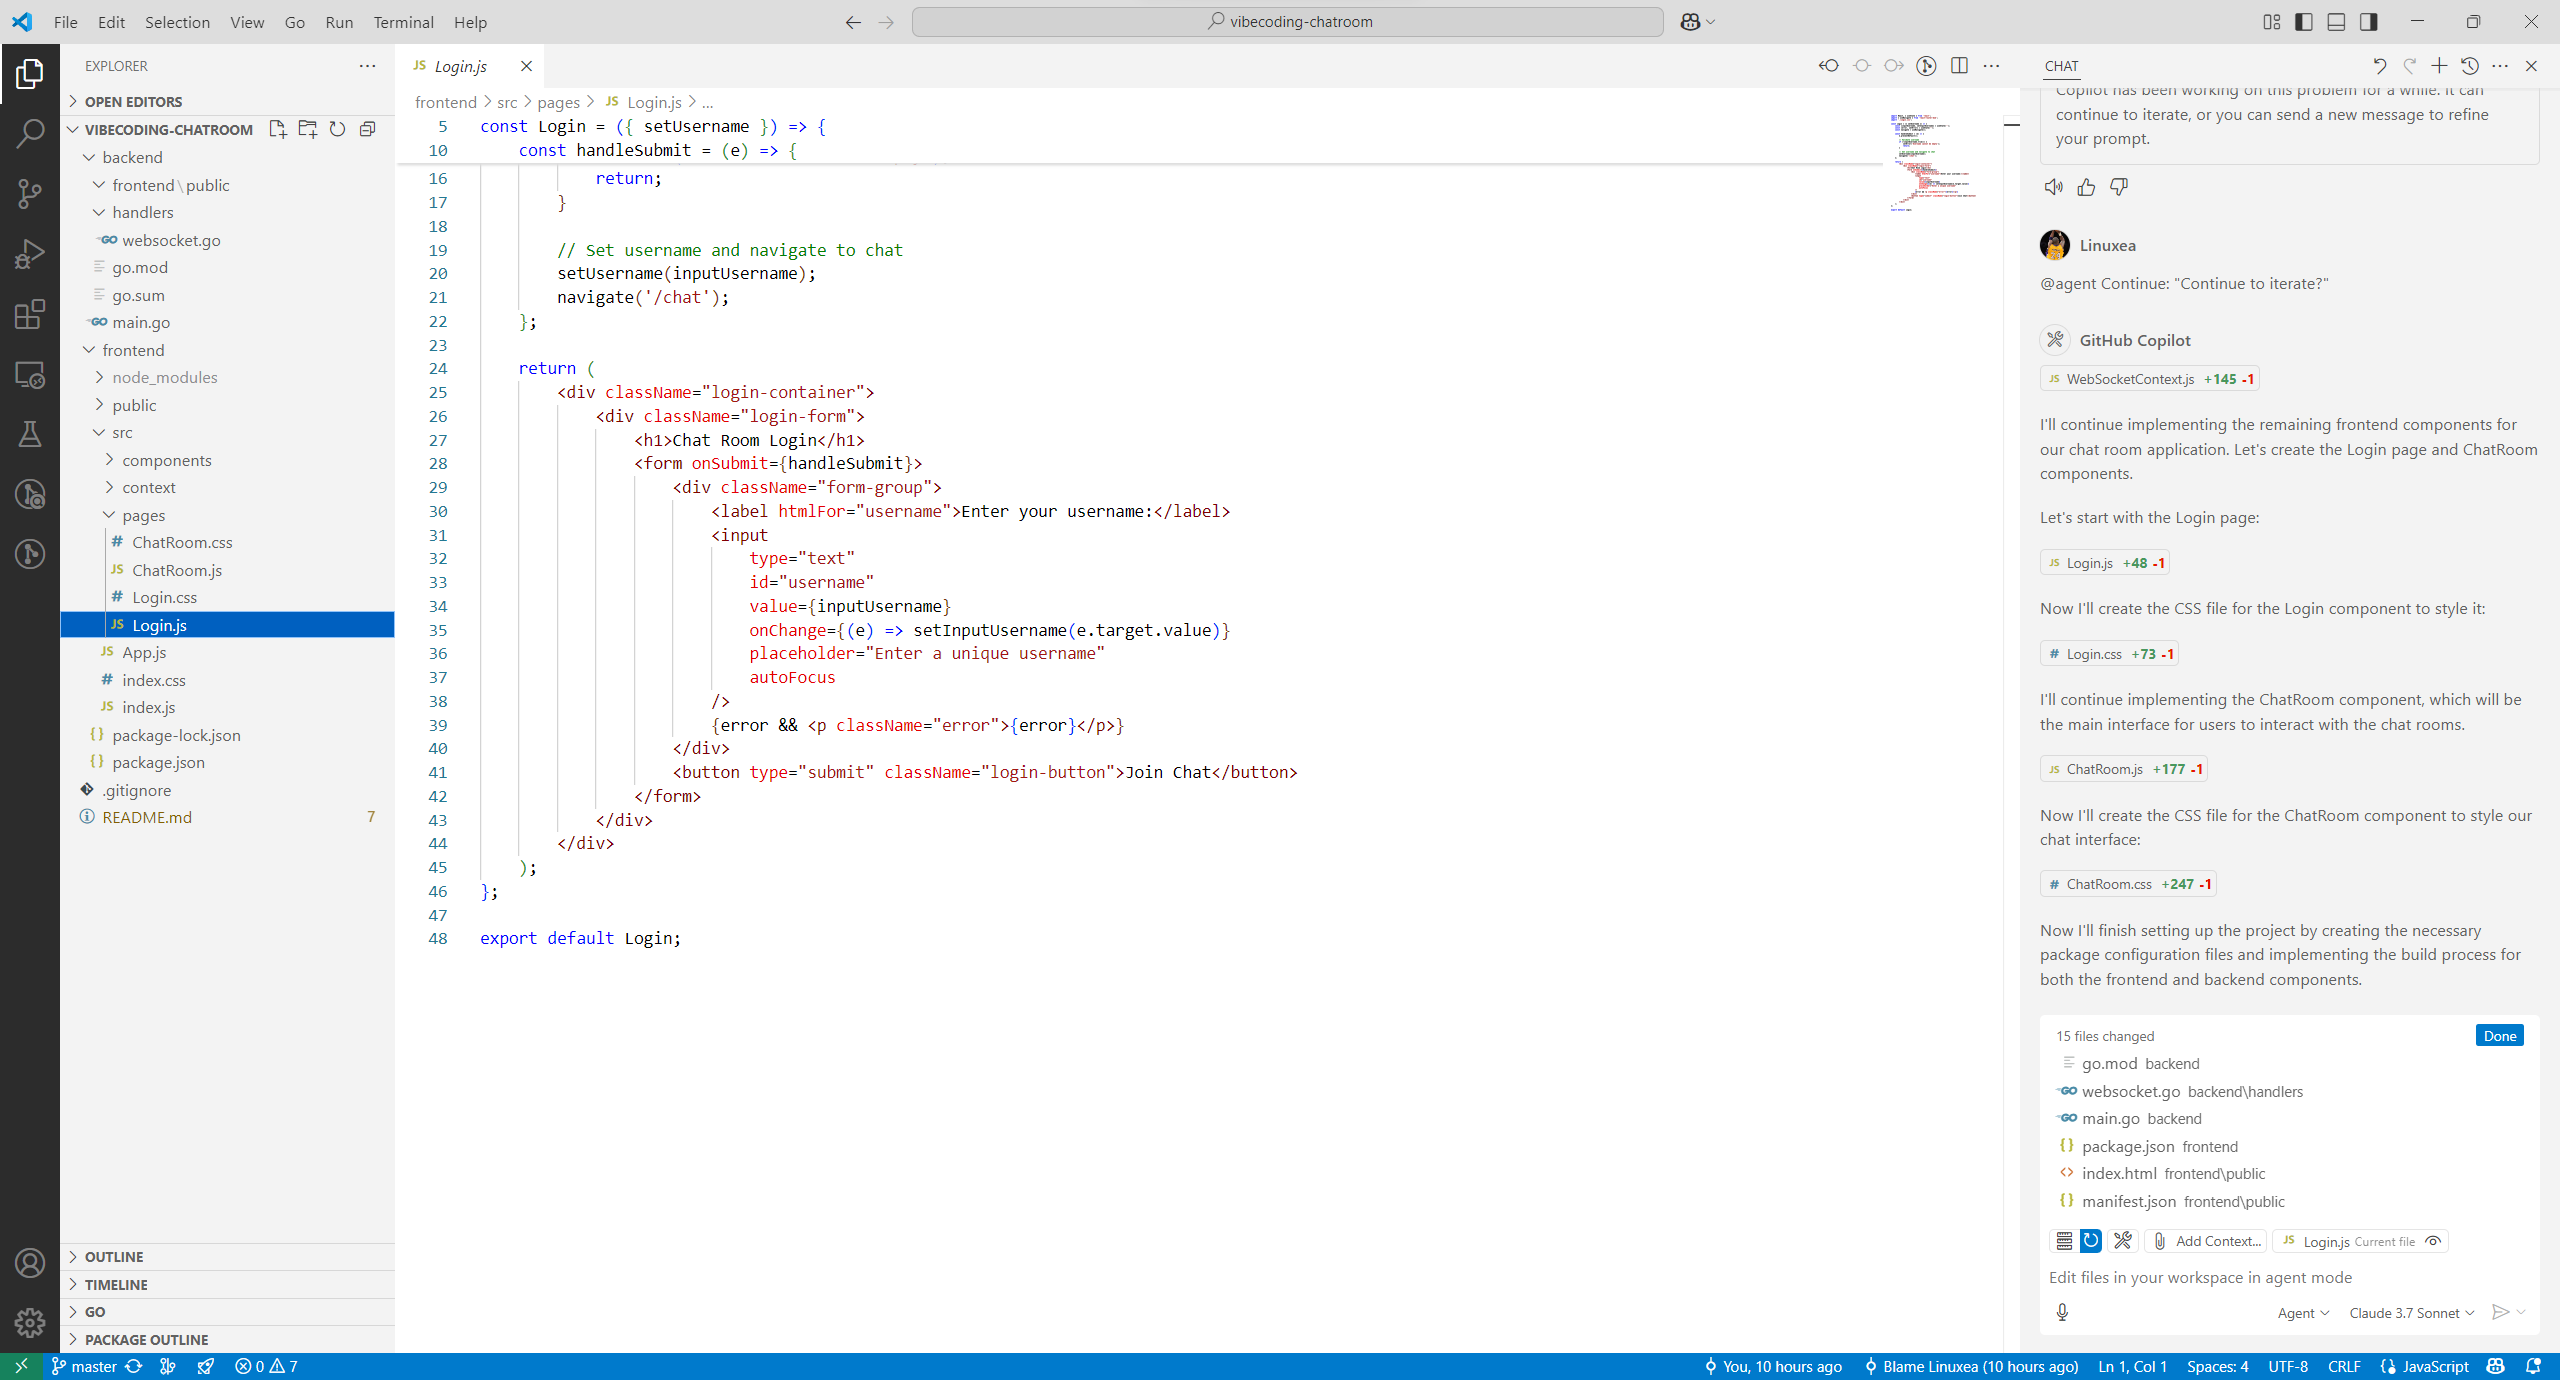 File Edit Selection View Go Run Terminal Help
vibecoding-chatroom
EXPLORER
OPEN EDITORS
VIBECODING-CHATROOM
backend
frontend\public
handlers
websocket.go
go.mod
go.sum
main.go
frontend
node_modules
public
src
components
context
pages
ChatRoom.css
ChatRoom.js
Login.css
Login.js
App.js
index.css
index.js
package-lock.json
package.json
.gitignore
README.md 7
OUTLINE
TIMELINE
GO
PACKAGE OUTLINE
JS Login.js
frontend > src > pages > JS Login.js > ...
5 const Login = ({ setUsername }) => {
10 const handleSubmit = (e) => {
16 return;
17 }
18
19 // Set username and navigate to chat
20 setUsername(inputUsername);
21 navigate('/chat');
22 };
23
24 return (
25 <div className="login-container">
26 <div className="login-form">
27 <h1>Chat Room Login</h1>
28 <form onSubmit={handleSubmit}>
29 <div className="form-group">
30 <label htmlFor="username">Enter your username:</label>
31 <input
32 type="text"
33 id="username"
34 value={inputUsername}
35 onChange={(e) => setInputUsername(e.target.value)}
36 placeholder="Enter a unique username"
37 autoFocus
38 />
39 {error && <p className="error">{error}</p>}
40 </div>
41 <button type="submit" className="login-button">Join Chat</button>
42 </form>
43 </div>
44 </div>
45 );
46 };
47
48 export default Login;
CHAT
Copilot has been working on this problem for a while. It can
continue to iterate, or you can send a new message to refine
your prompt.
Linuxea
@agent Continue: "Continue to iterate?"
GitHub Copilot
JS WebSocketContext.js +145 -1
I'll continue implementing the remaining frontend components for
our chat room application. Let's create the Login page and ChatRoom
components.
Let's start with the Login page:
JS Login.js +48 -1
Now I'll create the CSS file for the Login component to style it:
# Login.css +73 -1
I'll continue implementing the ChatRoom component, which will be
the main interface for users to interact with the chat rooms.
JS ChatRoom.js +177 -1
Now I'll create the CSS file for the ChatRoom component to style our
chat interface:
# ChatRoom.css +247 -1
Now I'll finish setting up the project by creating the necessary
package configuration files and implementing the build process for
both the frontend and backend components.
15 files changed Done
go.mod backend
websocket.go backend\handlers
main.go backend
package.json frontend
index.html frontend\public
manifest.json frontend\public
Add Context... JS Login.js Current file
Edit files in your workspace in agent mode
Agent Claude 3.7 Sonnet
master 0 7 You, 10 hours ago Blame Linuxea (10 hours ago) Ln 1, Col 1 Spaces: 4 UTF-8 CRLF JavaScript